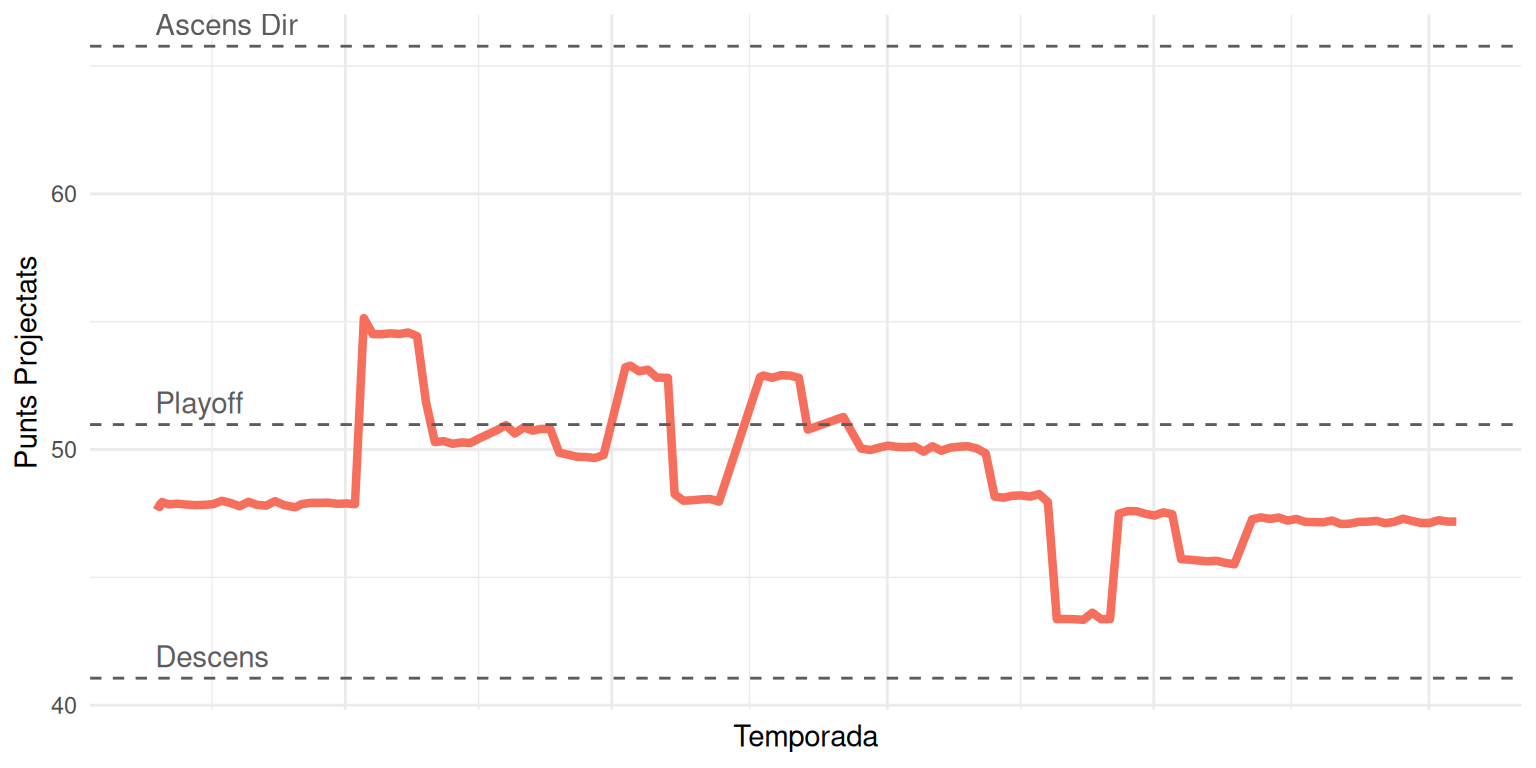 Ascens Dir
60
Punts Projectats
Playoff
50
Descens
40
Temporada